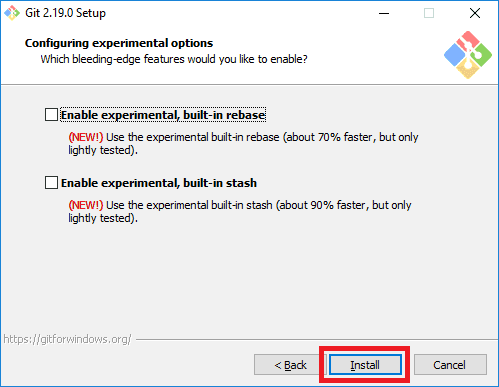 Git 2.19.0 Setup
Configuring experimental options
Which bleeding-edge features would you like to enable?
Enable experimental, built-in rebase
(NEW!) Use the experimental built-in rebase (about 70% faster, but only
lightly tested).
Enable experimental, built-in stash
(NEW!) Use the experimental built-in stash (about 90% faster, but only
lightly tested).
https://gitforwindows.org/
< Back
Install
Cancel